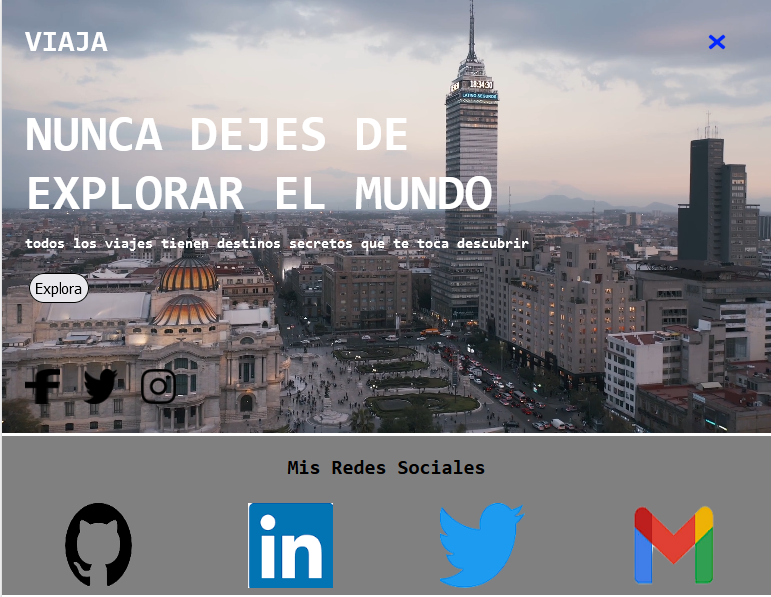 VIAJA
NUNCA DEJES DE
EXPLORAR EL MUNDO
todos los viajes tienen destinos secretos que te toca descubrir
Explora
Mis Redes Sociales
in